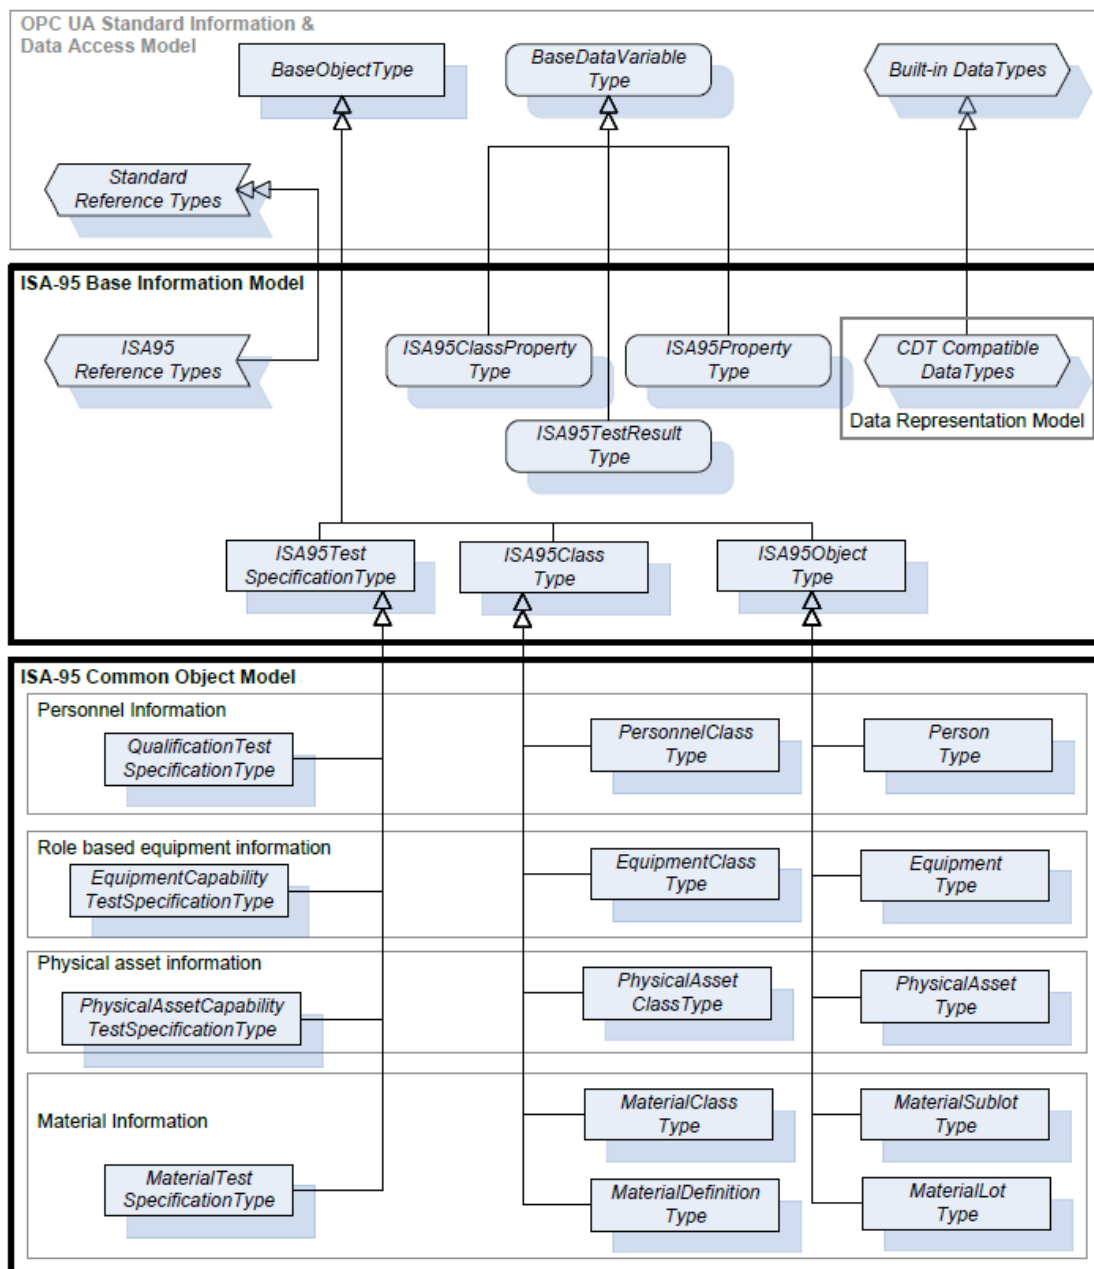 OPC UA Standard Information &
Data Access Model
BaseObjectType
BaseDataVariable
Type
Built-in DataTypes
Standard
Reference Types
ISA-95 Base Information Model
ISA95
Reference Types
ISA95ClassProperty
Type
ISA95Property
Type
CDT Compatible
DataTypes
Data Representation Model
ISA95TestResult
Type
ISA95Test
SpecificationType
ISA95Class
Type
ISA95Object
Type
ISA-95 Common Object Model
Personnel Information
QualificationTest
SpecificationType
PersonnelClass
Type
Person
Type
Role based equipment information
EquipmentCapability
TestSpecificationType
EquipmentClass
Type
Equipment
Type
Physical asset information
PhysicalAssetCapability
TestSpecificationType
PhysicalAsset
ClassType
PhysicalAsset
Type
Material Information
MaterialClass
Type
MaterialSublot
Type
MaterialTest
SpecificationType
MaterialDefinition
Type
MaterialLot
Type